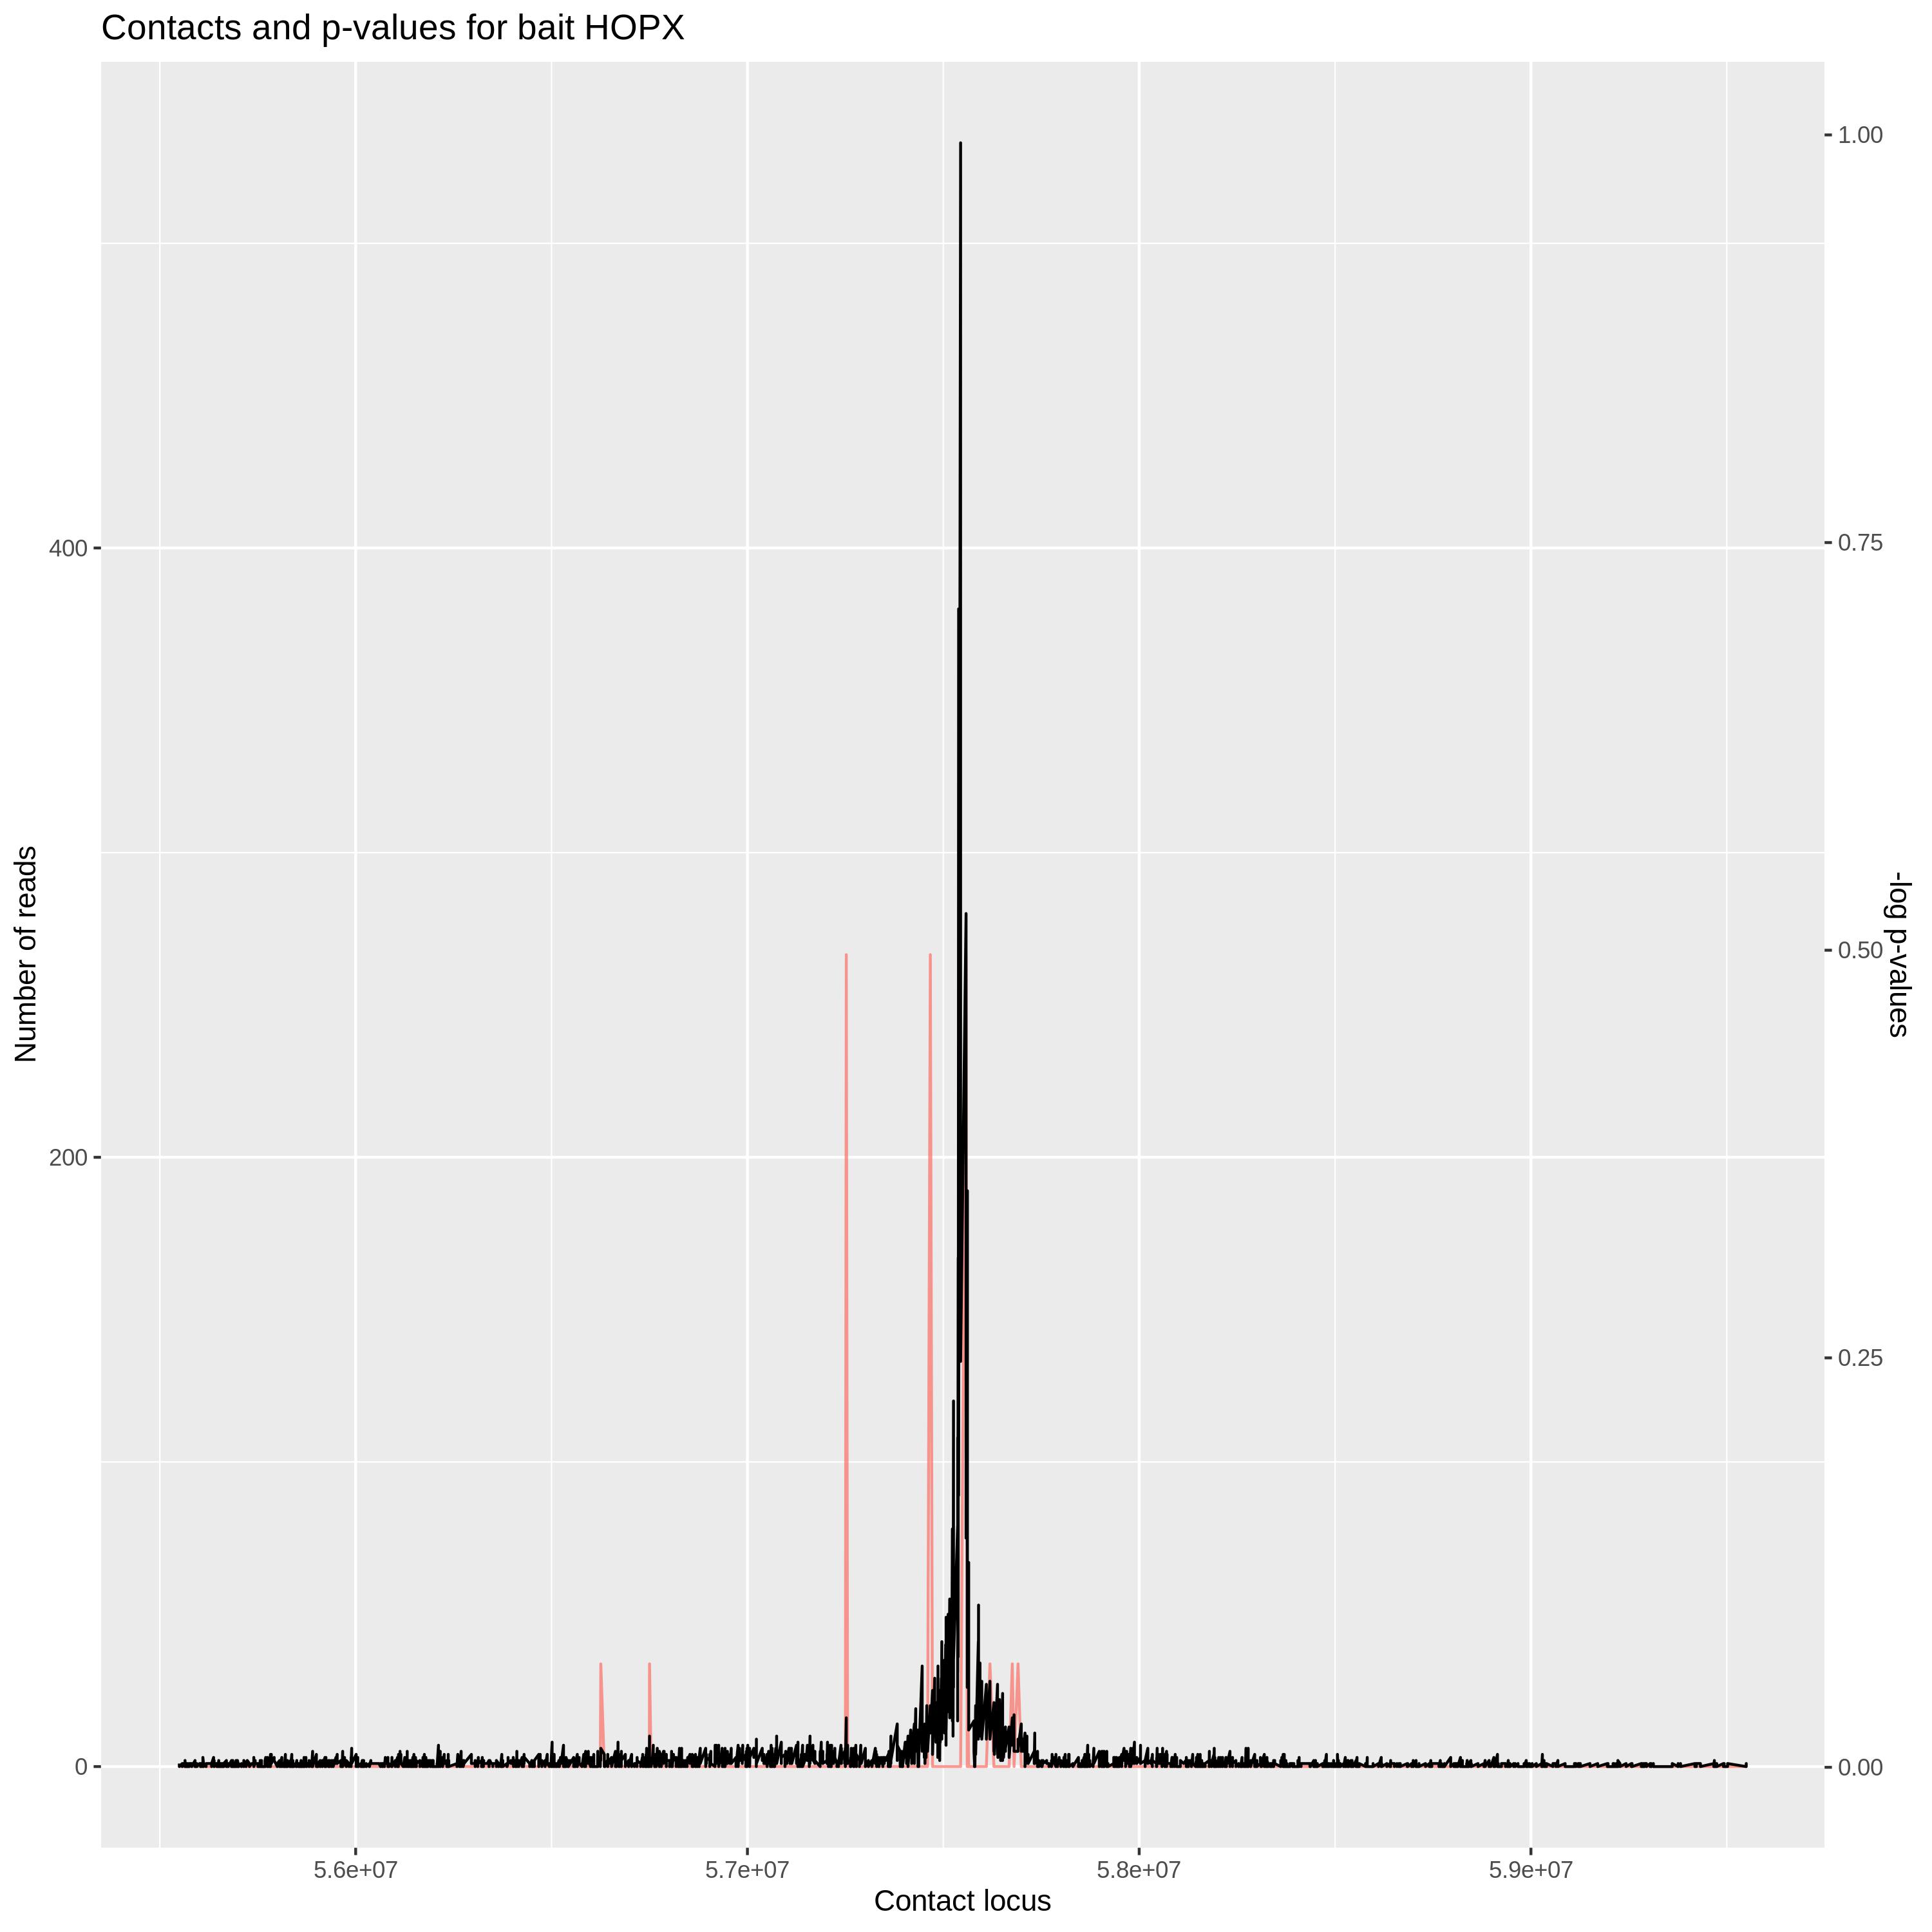 Contacts and p-values for bait HOPX
1.00
400
0.75
Number of reads
-log p-values
0.50
200
0.25
0
0.00
5.6e+07
5.7e+07
5.8e+07
5.9e+07
Contact locus